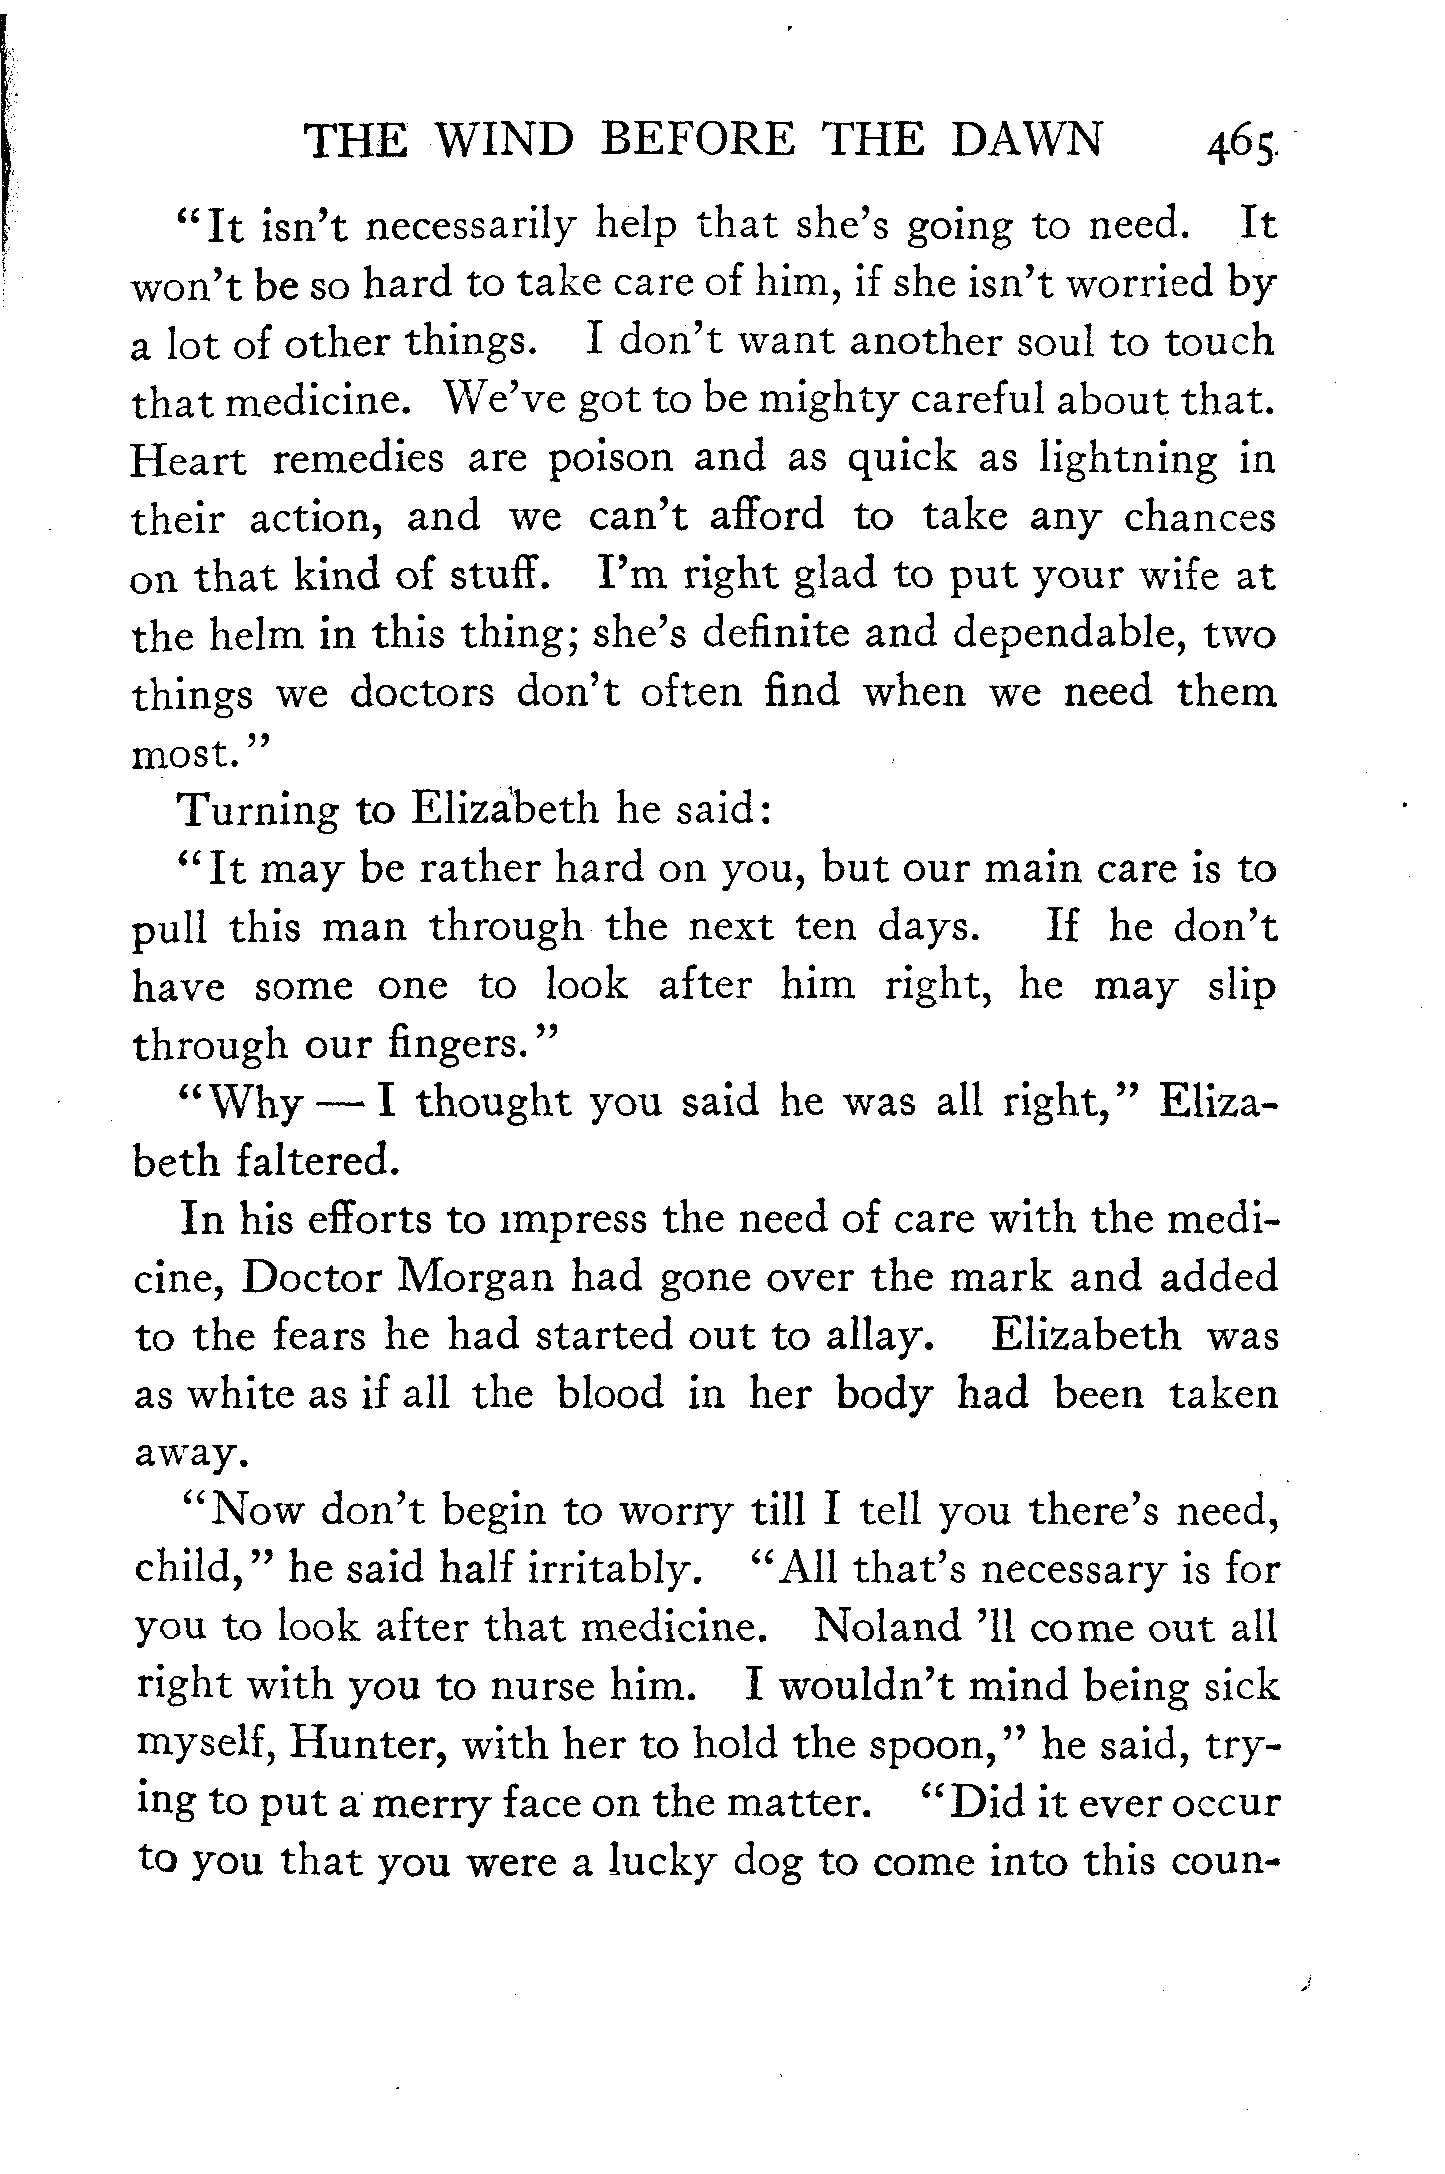 THE WIND BEFORE THE DAWN 465
“It isn’t necessarily help that she’s going to need. It
won’t be so hard to take care of him, if she isn’t worried by
a lot of other things. I don’t want another soul to touch
that medicine. We’ve got to be mighty careful about that.
Heart remedies are poison and as quick as lightning in
their action, and we can’t afford to take any chances
on that kind of stuff. I’m right glad to put your wife at
the helm in this thing; she’s definite and dependable, two
things we doctors don’t often find when we need them
most.”
Turning to Elizabeth he said:
“It may be rather hard on you, but our main care is to
pull this man through the next ten days. If he don’t
have some one to look after him right, he may slip
through our fingers.”
“Why — I thought you said he was all right,” Eliza-
beth faltered.
In his efforts to impress the need of care with the medi-
cine, Doctor Morgan had gone over the mark and added
to the fears he had started out to allay. Elizabeth was
as white as if all the blood in her body had been taken
away.
“Now don’t begin to worry till I tell you there’s need,
child,” he said half irritably. “All that’s necessary is for
you to look after that medicine. Noland ’ll come out all
right with you to nurse him. I wouldn’t mind being sick
myself, Hunter, with her to hold the spoon,” he said, try-
ing to put a merry face on the matter. “Did it ever occur
to you that you were a lucky dog to come into this coun-